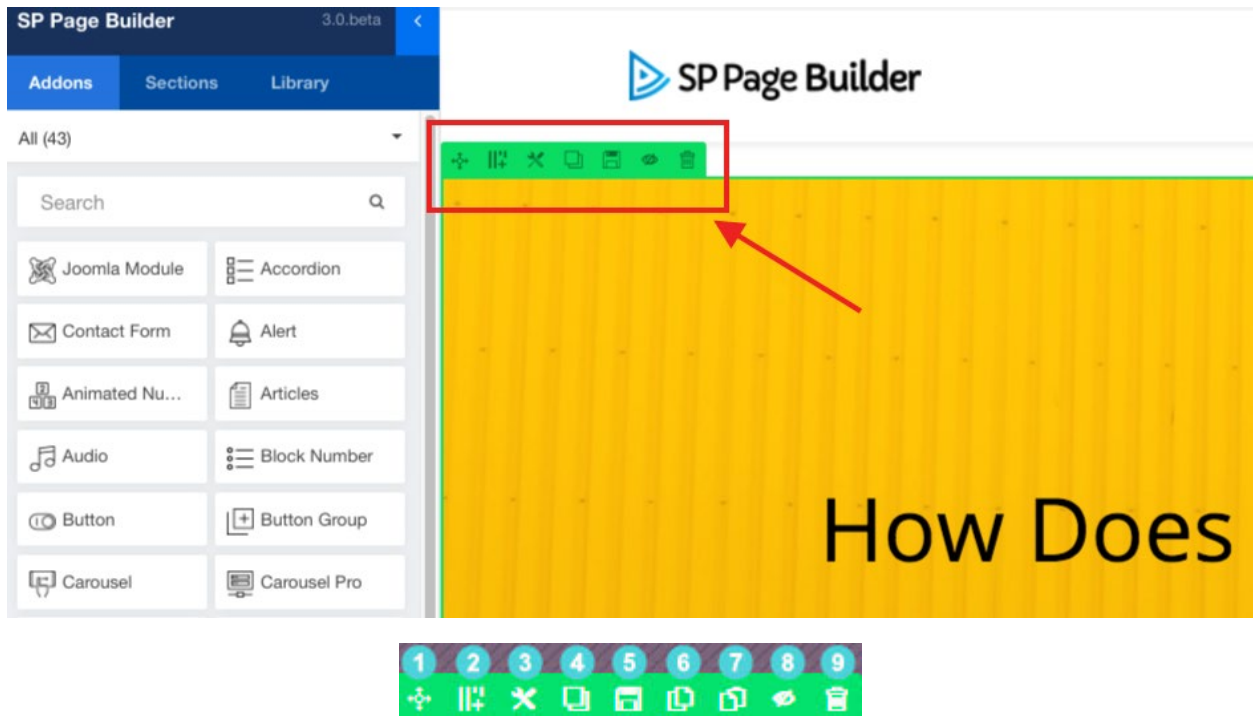 SP Page Builder 3.0.beta
Addons Sections Library
SP Page Builder
All (43)
Search
Joomla Module Accordion
Contact Form Alert
Animated Nu... Articles
Audio Block Number
Button Button Group
Carousel Carousel Pro
How Does
1 2 3 4 5 6 7 8 9